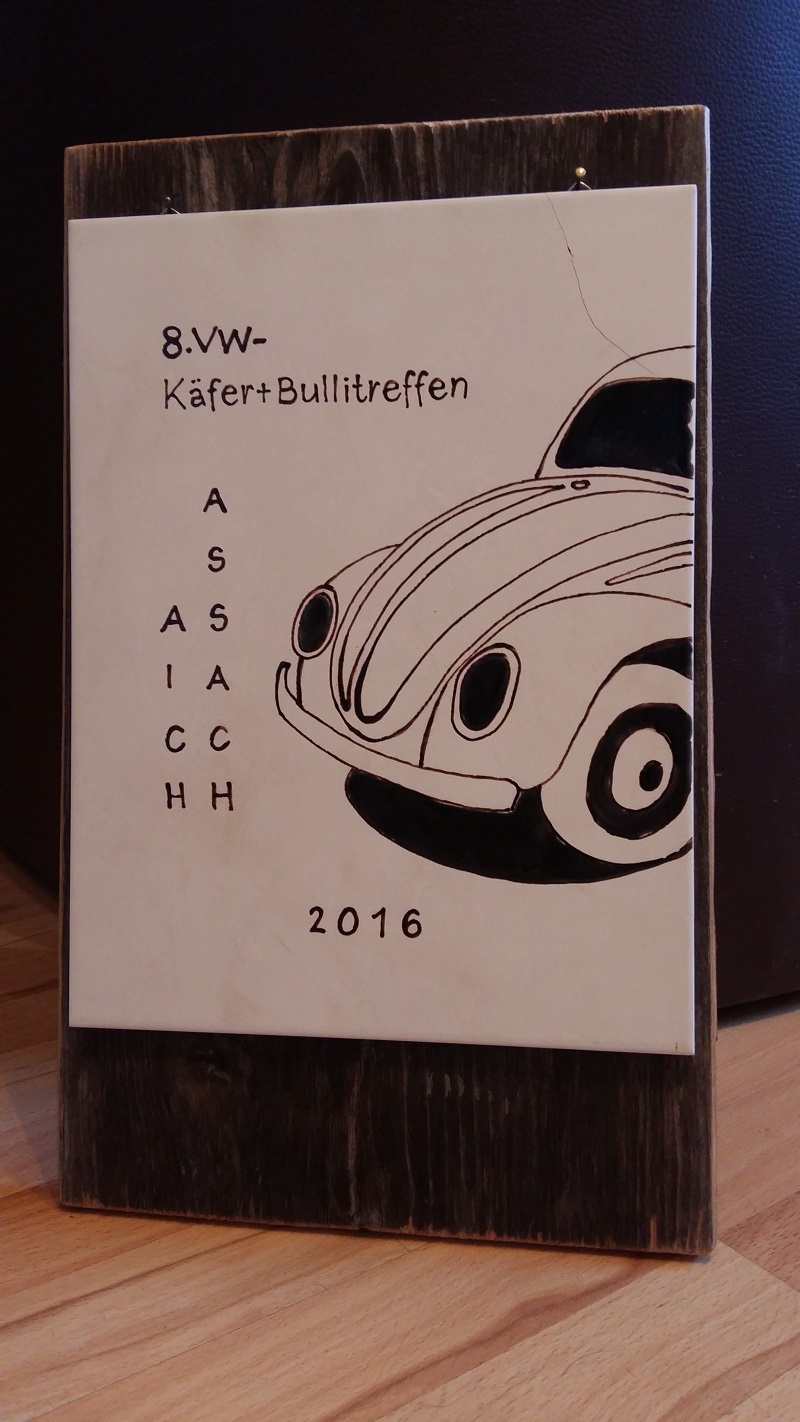 8.VW-
Käfer+Bullitreffen
AICH
ASSACH
2016